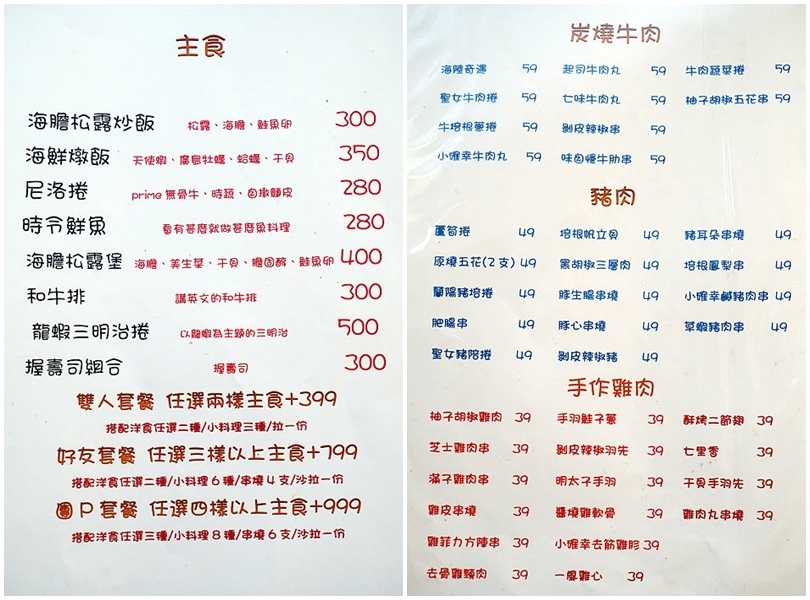 主食
海膽松露炒飯 松露、海膽、鮭魚卵 300
海鮮燉飯 天使蝦、廣島牡蠣、蛤蠣、干貝 350
尼洛捲 prime無骨牛、時蔬、自撖麵皮 280
時令鮮魚 看有甚麼就做甚麼魚料理 280
海膽松露堡 海膽、美生菜、干貝、膽固醇、鮭魚卵 400
和牛排 講英文的和牛排 300
龍蝦三明治捲 以龍蝦為主題的三明治 500
握壽司組合 握壽司 300
雙人套餐 任選兩樣主食+399
搭配洋食任選二種/小料理三種/拉一份
好友套餐 任選三樣以上主食+799
搭配洋食任選二種/小料理6種/串燒4支/沙拉一份
團P套餐 任選四樣以上主食+999
搭配洋食任選三種/小料理8種/串燒6支/沙拉一份
炭燒牛肉
海陸奇遇 59 起司牛肉丸 59 牛肉蔬菜捲 59
聖女牛肉捲 59 七味牛肉丸 59 柚子胡椒五花串 59
牛培根蔥捲 59 剝皮辣椒串 59
小確幸牛肉丸 59 味自慢牛肋串 59
豬肉
蘆筍捲 49 培根帆立貝 49 豬耳朵串燒 49
原燒五花(2支) 49 黑胡椒三層肉 49 培根鳳梨串 49
蘭陽豬培捲 49 豚生腸串燒 49 小確幸鹹豬肉串 49
肥腸串 49 豚心串燒 49 草蝦豬肉串 49
聖女豬陪捲 49 剝皮辣椒豬 49
手作雞肉
柚子胡椒雞肉 39 手羽鮭子蔥 39 酥烤二節翅 39
芝士雞肉串 39 剝皮辣椒羽先 39 七里香 39
滿子雞肉串 39 明太子手羽 39 干貝手羽先 39
雞皮串燒 39 醬燒雞軟骨 39 雞肉丸串燒 39
雞菲力方陣串 39 小確幸去筋雞胗 39
去骨雞頸肉 39 一級雞心 39